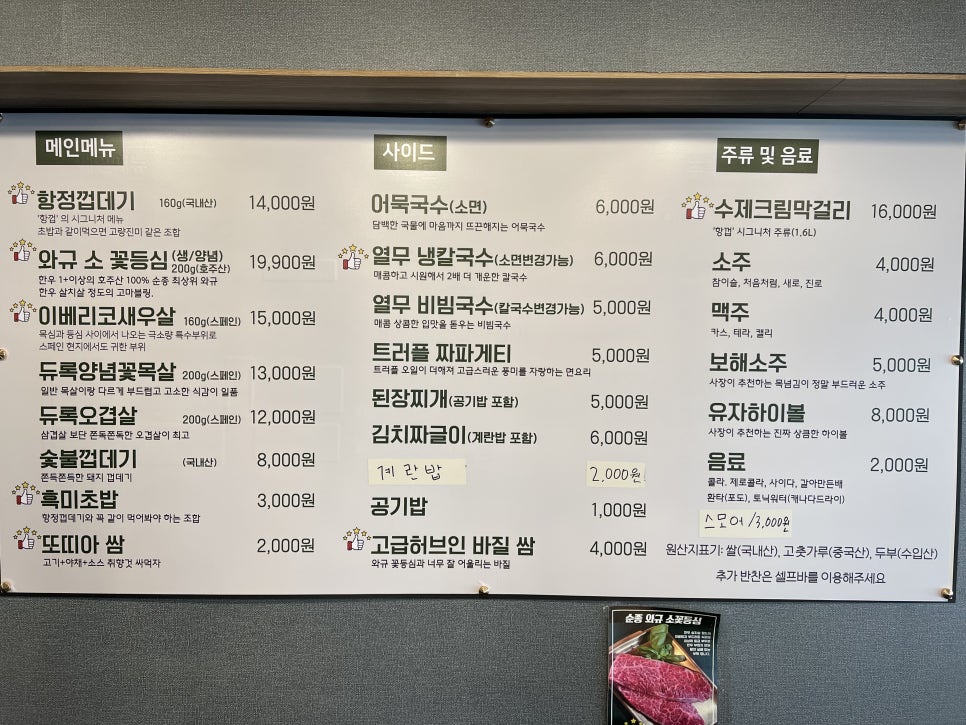 메인메뉴
항정껍데기 160g(국내산) 14,000원
'항껍' 의 시그니처 메뉴
초밥과 같이먹으면 고량진미 같은 조합
와규 소 꽃등심 (생/양념) 200g(호주산) 19,900원
한우 1+이상의 호주산 100% 순종 최상위 와규
한우 살치살 정도의 고마블링.
이베리코새우살 160g(스페인) 15,000원
목심과 등심 사이에서 나오는 극소량 특수부위로
스페인 현지에서도 귀한 부위
듀록양념꽃목살 200g(스페인) 13,000원
일반 목살이랑 다르게 부드럽고 고소한 식감이 일품
듀록오겹살 200g(스페인) 12,000원
삼겹살 보단 쫀득쫀득한 오겹살이 최고
숯불껍데기 (국내산) 8,000원
쫀득쫀득한 돼지 껍데기
흑미초밥 3,000원
항정껍데기와 꼭 같이 먹어봐야 하는 조합
또띠아 쌈 2,000원
고기+야채+소스 취향것 싸먹자
사이드
어묵국수(소면) 6,000원
담백한 국물에 마음까지 뜨끈해지는 어묵국수
열무 냉칼국수(소면변경가능) 6,000원
매콤하고 시원해서 2배 더 개운한 칼국수
열무 비빔국수(칼국수변경가능) 5,000원
매콤 상콤한 입맛을 돋우는 비빔국수
트러플 짜파게티 5,000원
트러플 오일이 더해져 고급스러운 풍미를 자랑하는 면요리
된장찌개(공기밥 포함) 5,000원
김치짜글이(계란밥 포함) 6,000원
계란밥 2,000원
공기밥 1,000원
고급허브인 바질 쌈 4,000원
와규 꽃등심과 너무 잘 어울리는 바질
주류 및 음료
수제크림막걸리 16,000원
'항껍' 시그니처 주류(1.6L)
소주 4,000원
참이슬, 처음처럼, 새로, 진로
맥주 4,000원
카스, 테라, 켈리
보해소주 5,000원
사장이 추천하는 목넘김이 정말 부드러운 소주
유자하이볼 8,000원
사장이 추천하는 진짜 상큼한 하이볼
음료 2,000원
콜라. 제로콜라, 사이다, 갈아만든배
환타(포도), 토닉워터(캐나다드라이)
스모어/3,000원
원산지표기: 쌀(국내산), 고춧가루(중국산), 두부(수입산)
추가 반찬은 셀프바를 이용해주세요
순종 와규 소꽃등심